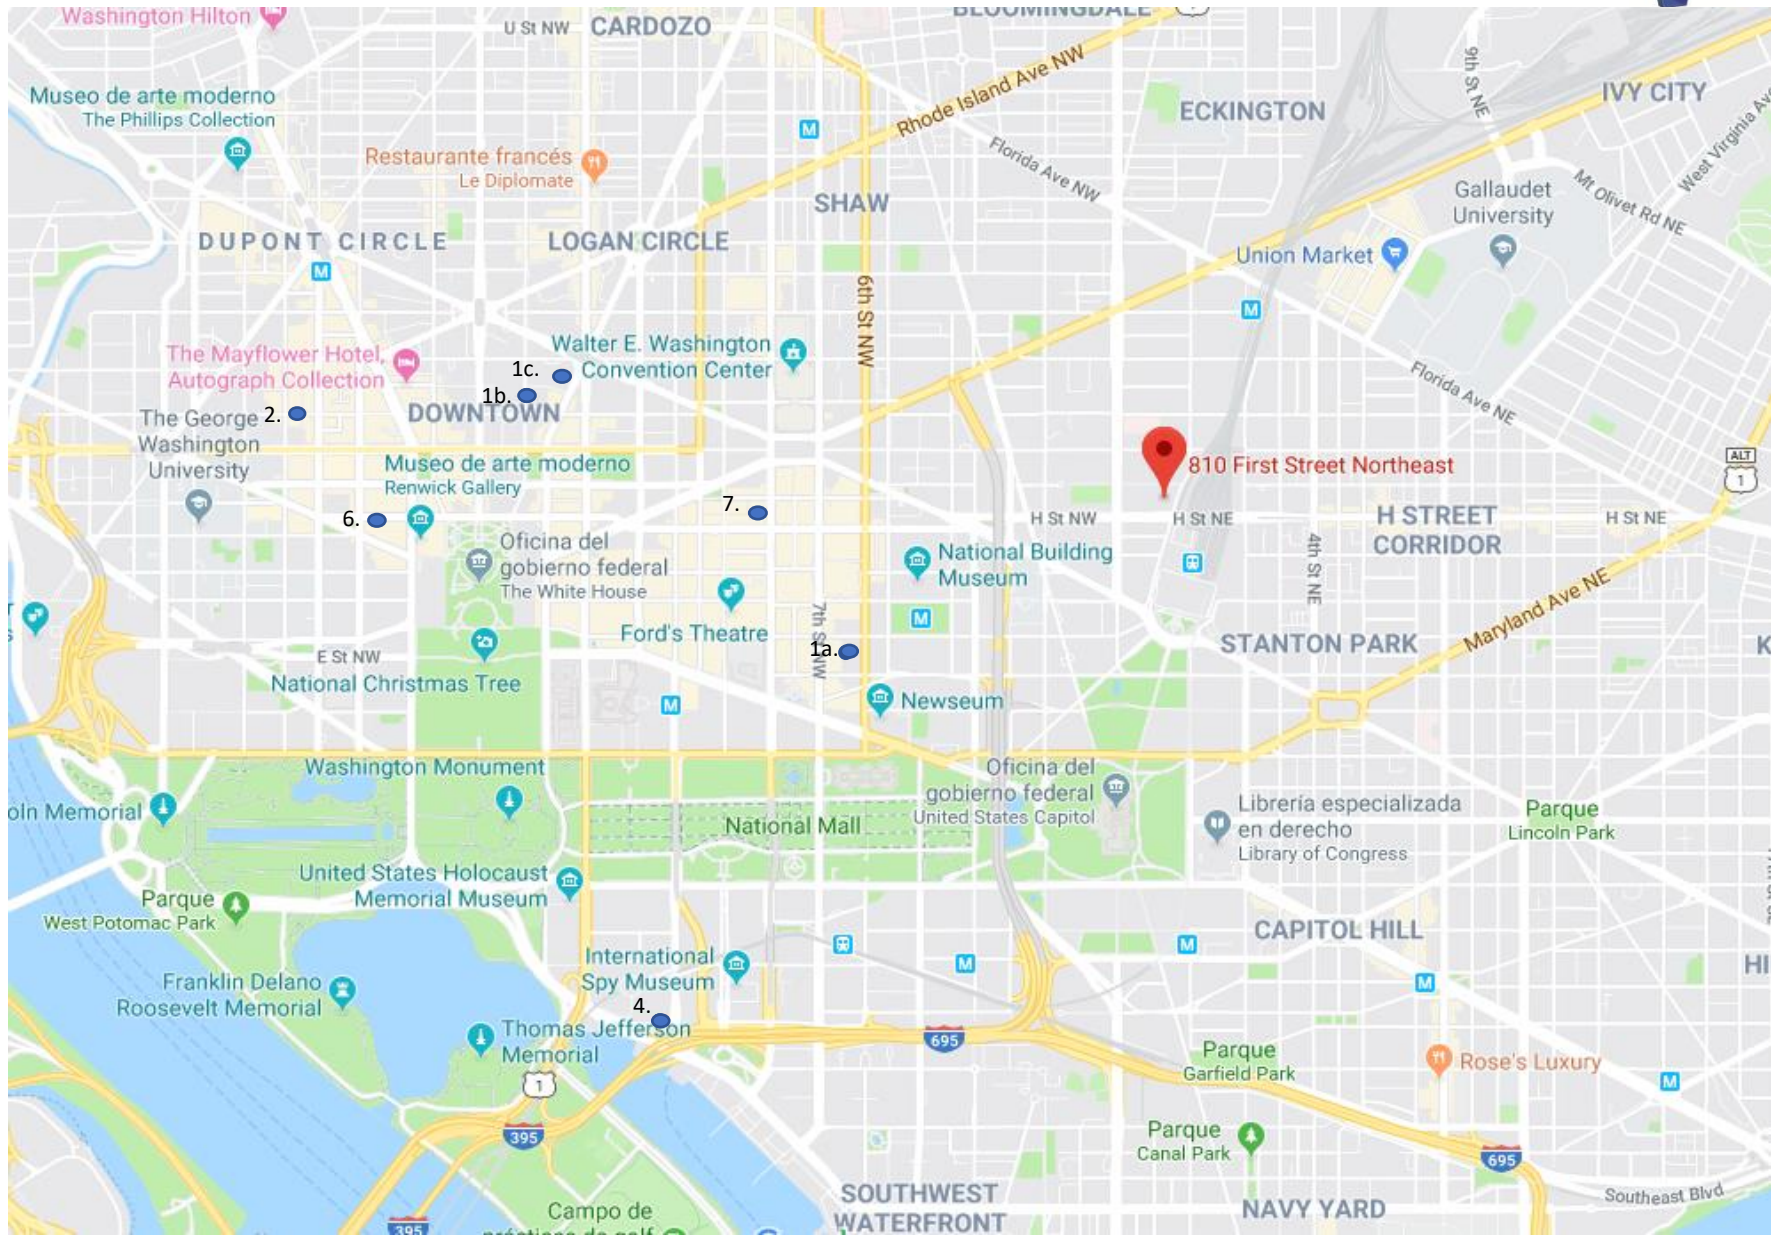 Washington Hilton
U St NW
CARDOZO
BLOOMINGDALE
9th St NE
IVY CITY
Museo de arte moderno
The Phillips Collection
Rhode Island Ave NW
ECKINGTON
West Virginia Ave
Restaurante francés
Le Diplomate
Florida Ave NW
SHAW
Gallaudet
University
Mt Olivet Rd NE
DUPONT CIRCLE
LOGAN CIRCLE
Union Market
6th St NW
The Mayflower Hotel,
Autograph Collection
1c.
Walter E. Washington
Convention Center
1b.
DOWNTOWN
Florida Ave NE
2.
The George
Washington
University
Museo de arte moderno
Renwick Gallery
810 First Street Northeast
ALT
1
6.
7.
H St NW
H St NE
H STREET
CORRIDOR
H St NE
Oficina del
gobierno federal
The White House
National Building
Museum
4th St NE
Maryland Ave NE
Ford's Theatre
7th St NW
1a.
STANTON PARK
E St NW
National Christmas Tree
Newseum
Washington Monument
Oficina del
gobierno federal
United States Capitol
oln Memorial
National Mall
Librería especializada
en derecho
Library of Congress
Parque
Lincoln Park
United States Holocaust
Memorial Museum
Parque
West Potomac Park
CAPITOL HILL
International
Spy Museum
HI
Franklin Delano
Roosevelt Memorial
4.
Thomas Jefferson
Memorial
695
1
Parque
Garfield Park
Rose's Luxury
395
Parque
Canal Park
695
Campo de
prácticas de golf
395
SOUTHWEST
WATERFRONT
NAVY YARD
Southeast Blvd